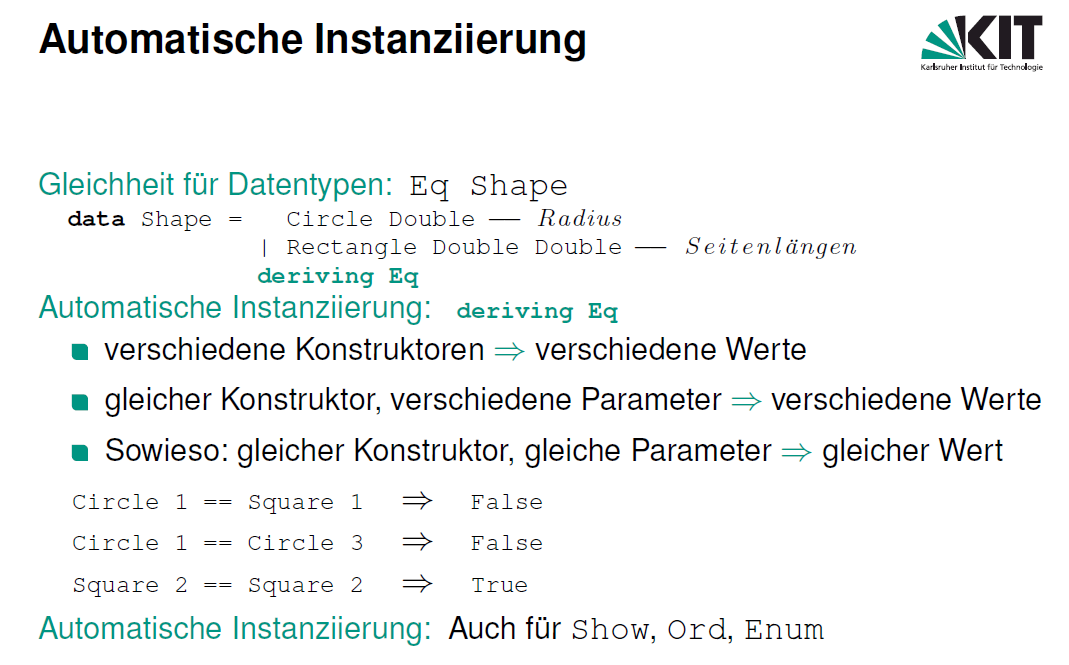 Automatische Instanziierung
KIT
Karlsruher Institut für Technologie
Gleichheit für Datentypen: Eq Shape
data Shape = Circle Double — Radius
| Rectangle Double Double — Seitenlängen
deriving Eq
Automatische Instanziierung: deriving Eq
verschiedene Konstruktoren ⇒ verschiedene Werte
gleicher Konstruktor, verschiedene Parameter ⇒ verschiedene Werte
Sowieso: gleicher Konstruktor, gleiche Parameter ⇒ gleicher Wert
Circle 1 == Square 1 ⇒ False
Circle 1 == Circle 3 ⇒ False
Square 2 == Square 2 ⇒ True
Automatische Instanziierung: Auch für Show, Ord, Enum